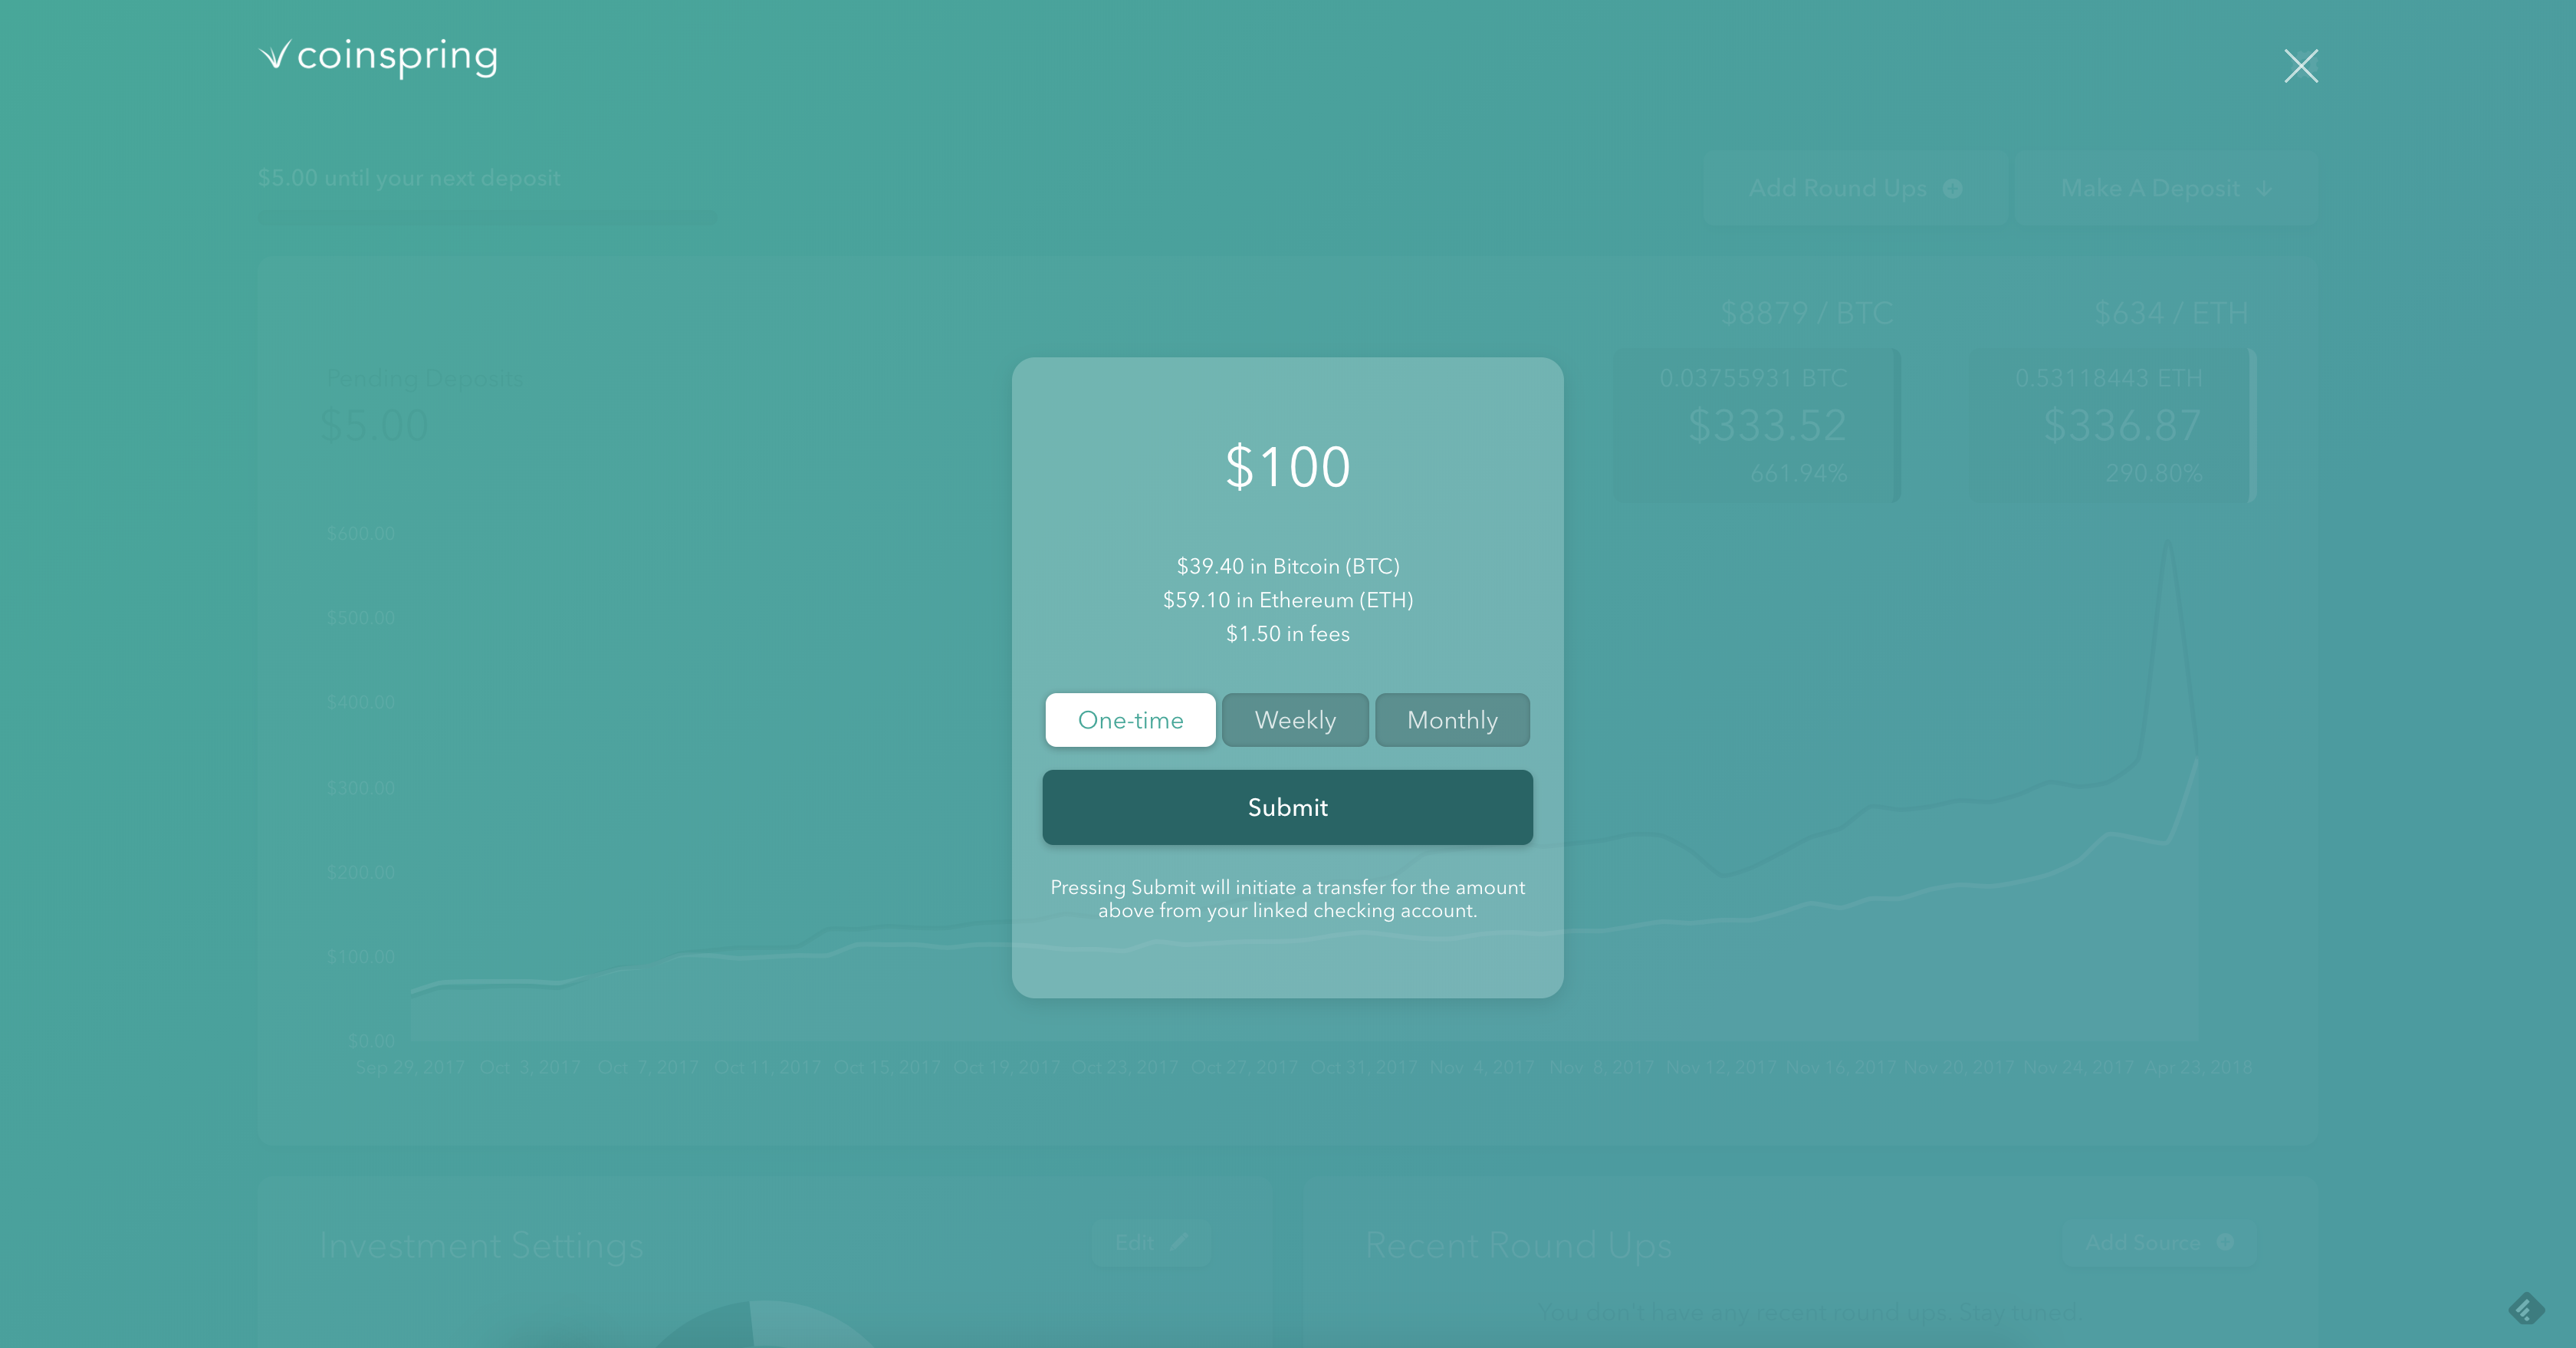 coinspring
$5.00 until your next deposit
Add Round Ups
Make A Deposit
$8879 / BTC
$634 / ETH
Pending Deposits
$5.00
0.03755931 BTC
$333.52
661.94%
0.53118443 ETH
$336.87
290.80%
$100
$39.40 in Bitcoin (BTC)
$59.10 in Ethereum (ETH)
$1.50 in fees
One-time
Weekly
Monthly
Submit
Pressing Submit will initiate a transfer for the amount
above from your linked checking account.
$600.00
$500.00
$400.00
$300.00
$200.00
$100.00
$0.00
Sep 29, 2017 Oct 3, 2017 Oct 7, 2017 Oct 11, 2017 Oct 15, 2017 Oct 19, 2017 Oct 23, 2017 Oct 27, 2017 Oct 31, 2017 Nov 4, 2017 Nov 8, 2017 Nov 12, 2017 Nov 16, 2017 Nov 20, 2017 Nov 24, 2017 Apr 23, 2018
Investment Settings
Edit
Recent Round Ups
Add Source
You don't have any recent round ups. Stay tuned.